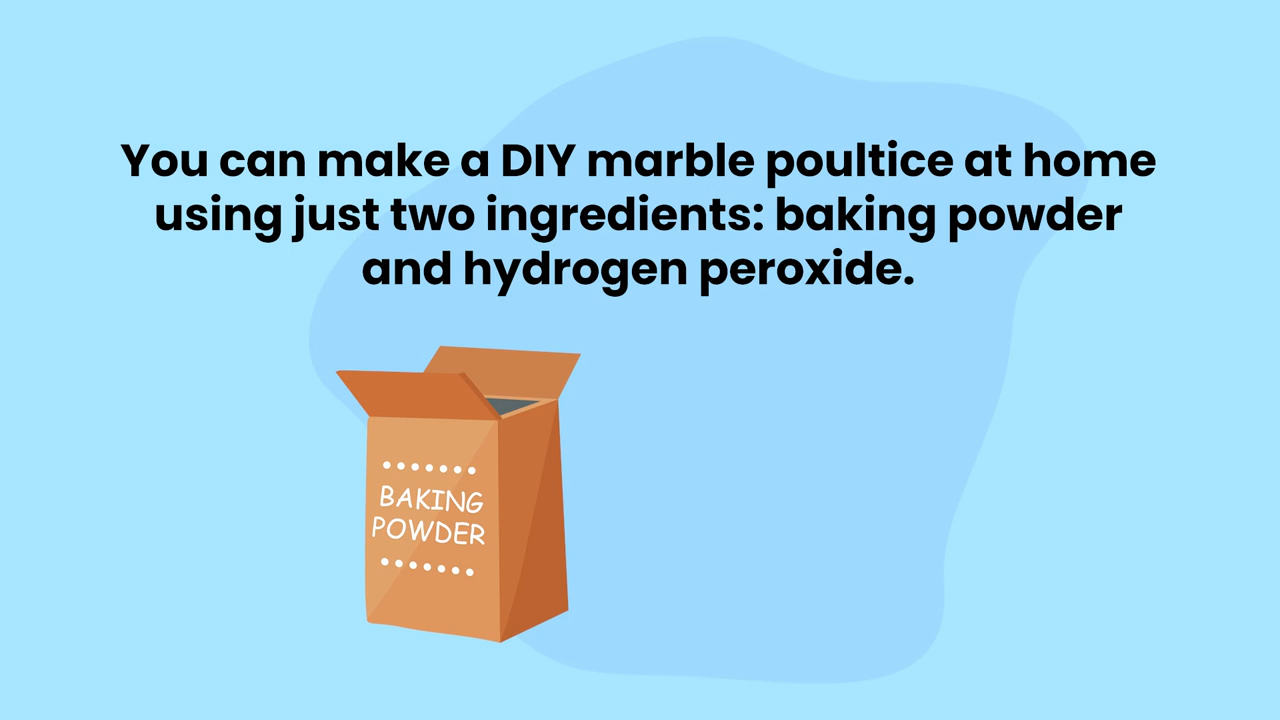 You can make a DIY marble poultice at home
using just two ingredients: baking powder
and hydrogen peroxide.
BAKING
POWDER